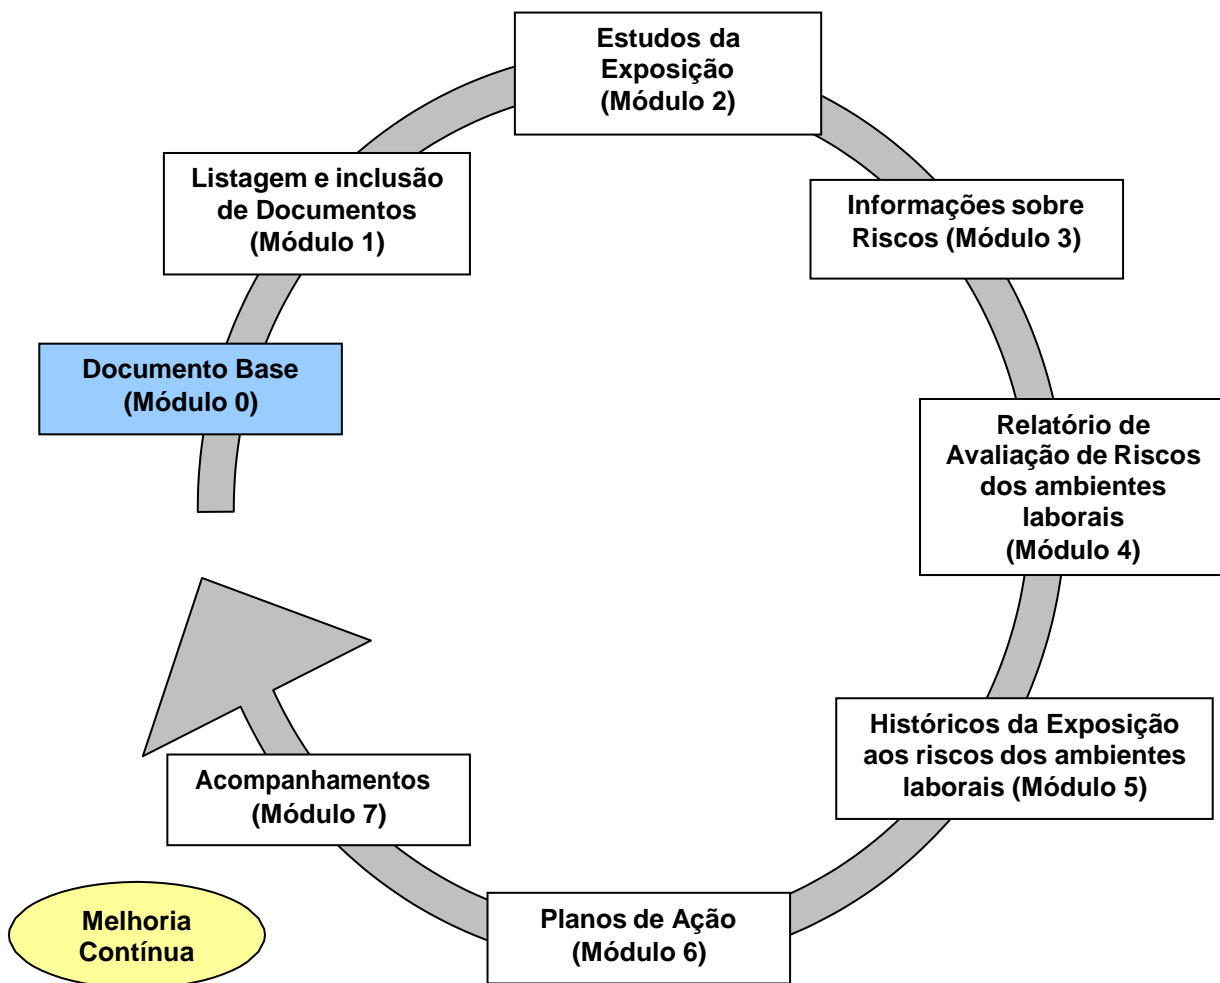 Estudos da
Exposição
(Módulo 2)
Listagem e inclusão
de Documentos
(Módulo 1)
Informações sobre
Riscos (Módulo 3)
Documento Base
(Módulo 0)
Relatório de
Avaliação de Riscos
dos ambientes
laborais
(Módulo 4)
Históricos da Exposição
aos riscos dos ambientes
laborais (Módulo 5)
Acompanhamentos
(Módulo 7)
Planos de Ação
(Módulo 6)
Melhoria
Contínua